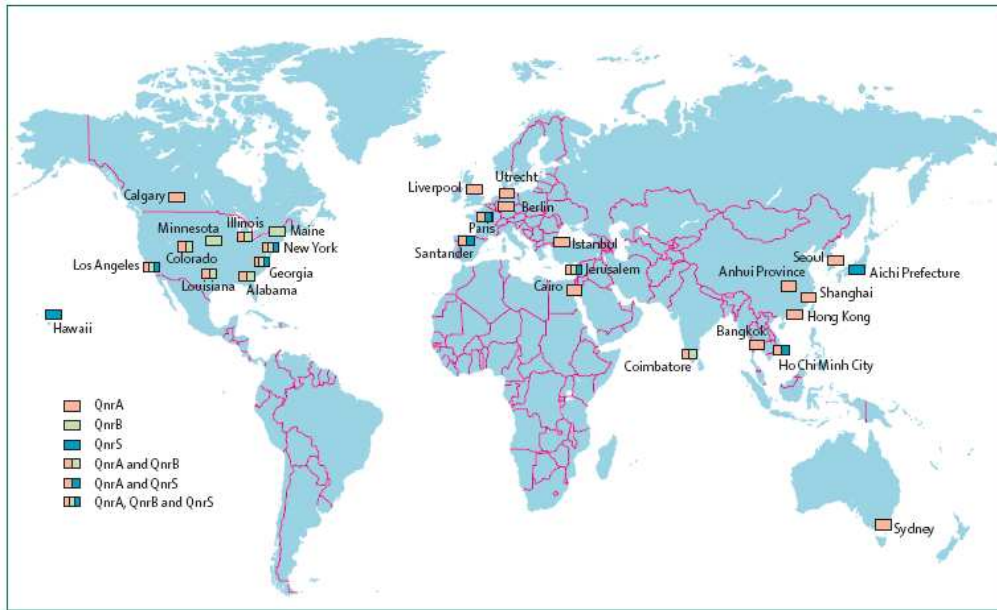 Calgary
Minnesota
Illinois
Maine
New York
Colorado
Los Angeles
Georgia
Louisiana
Alabama
Hawaii
Liverpool
Utrecht
Berlin
Paris
Santander
Istanbul
Jerusalem
Cairo
Seoul
Anhui Province
Aichi Prefecture
Shanghai
Hong Kong
Bangkok
Coimbatore
Ho Chi Minh City
Sydney
QnrA
QnrB
QnrS
QnrA and QnrB
QnrA and QnrS
QnrA, QnrB and QnrS